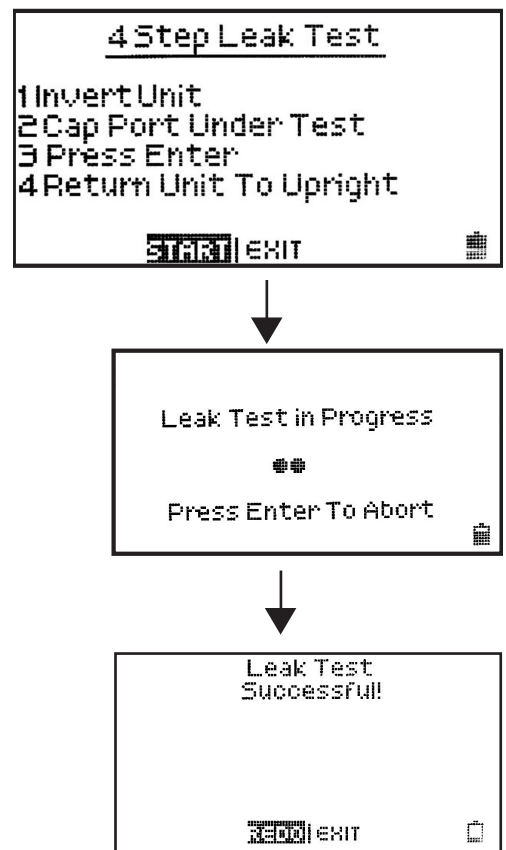 4 Step Leak Test
1 Invert Unit
2 Cap Port Under Test
3 Press Enter
4 Return Unit To Upright
START | EXIT
Leak Test in Progress
Press Enter To Abort
Leak Test
Successful!
REDO | EXIT